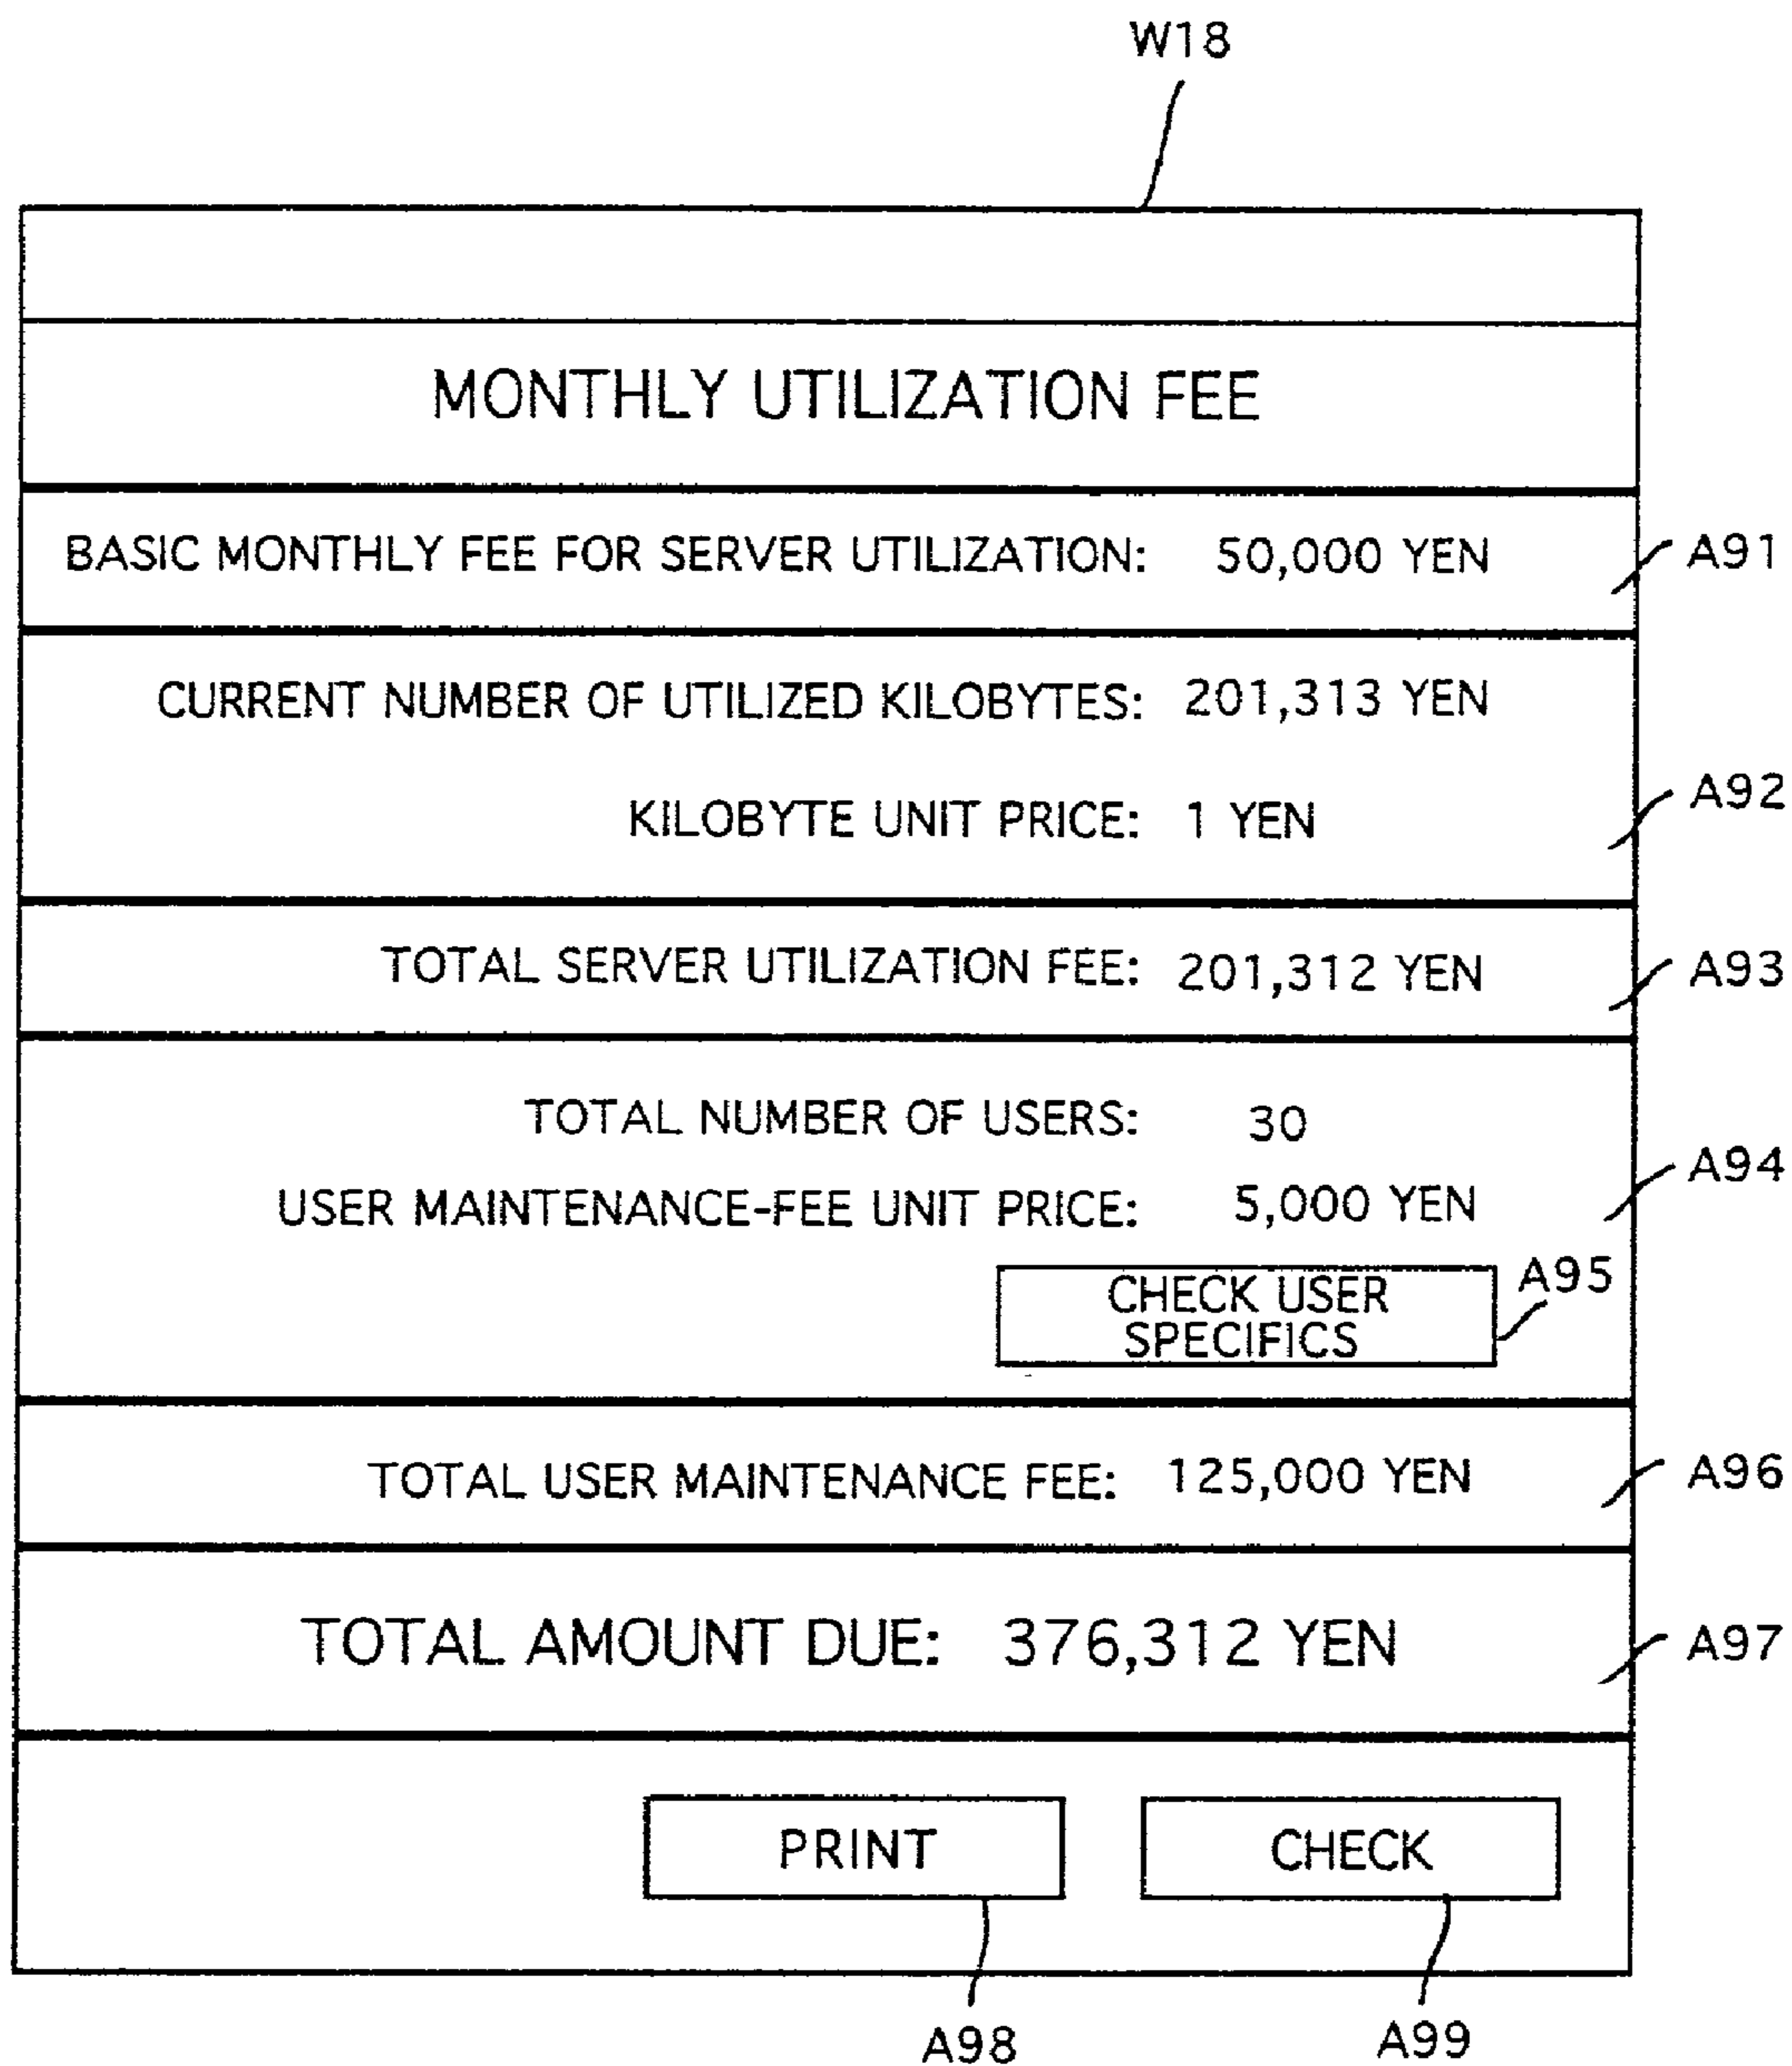 W18
MONTHLY UTILIZATION FEE
BASIC MONTHLY FEE FOR SERVER UTILIZATION: 50,000 YEN
A91
CURRENT NUMBER OF UTILIZED KILOBYTES: 201,313 YEN
KILOBYTE UNIT PRICE: 1 YEN
A92
TOTAL SERVER UTILIZATION FEE: 201,312 YEN
A93
TOTAL NUMBER OF USERS: 30
USER MAINTENANCE-FEE UNIT PRICE: 5,000 YEN
A94
CHECK USER
SPECIFICS
A95
TOTAL USER MAINTENANCE FEE: 125,000 YEN
A96
TOTAL AMOUNT DUE: 376,312 YEN
A97
PRINT CHECK
A98 A99